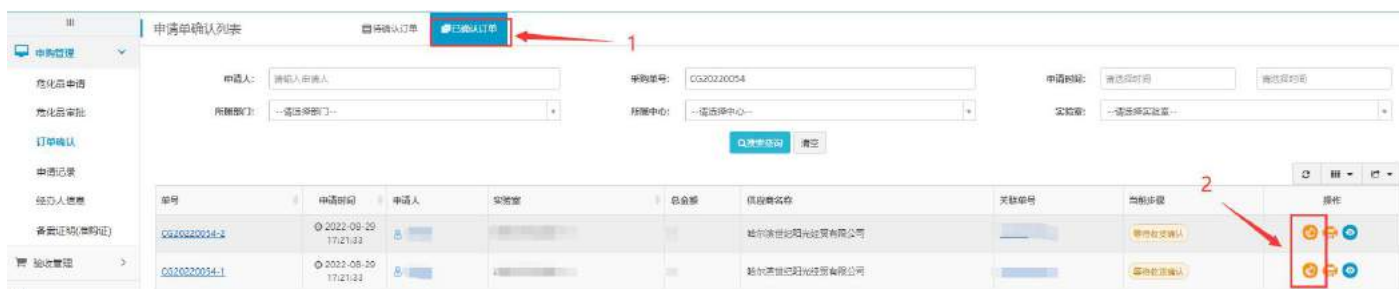 申请单确认列表
待确认订单
已确认订单
1
申购管理
危化品申请
危化品审批
订单确认
申请记录
经办人信息
备案证明(准购证)
验收管理
申请人:
请输入申请人
采购单号:
CG20220054
申请时间:
请选择时间
请选择时间
所属部门:
---请选择部门---
所属中心:
---请选择中心---
实验室:
---请选择实验室---
搜索查询
清空
2
单号
申请时间
申请人
实验室
总金额
供应商名称
关联单号
当前步骤
操作
CG20220054-2
2022-08-29
17:21:33
哈尔滨世纪阳光经贸有限公司
CG20220054-1
2022-08-29
17:21:33
哈尔滨世纪阳光经贸有限公司